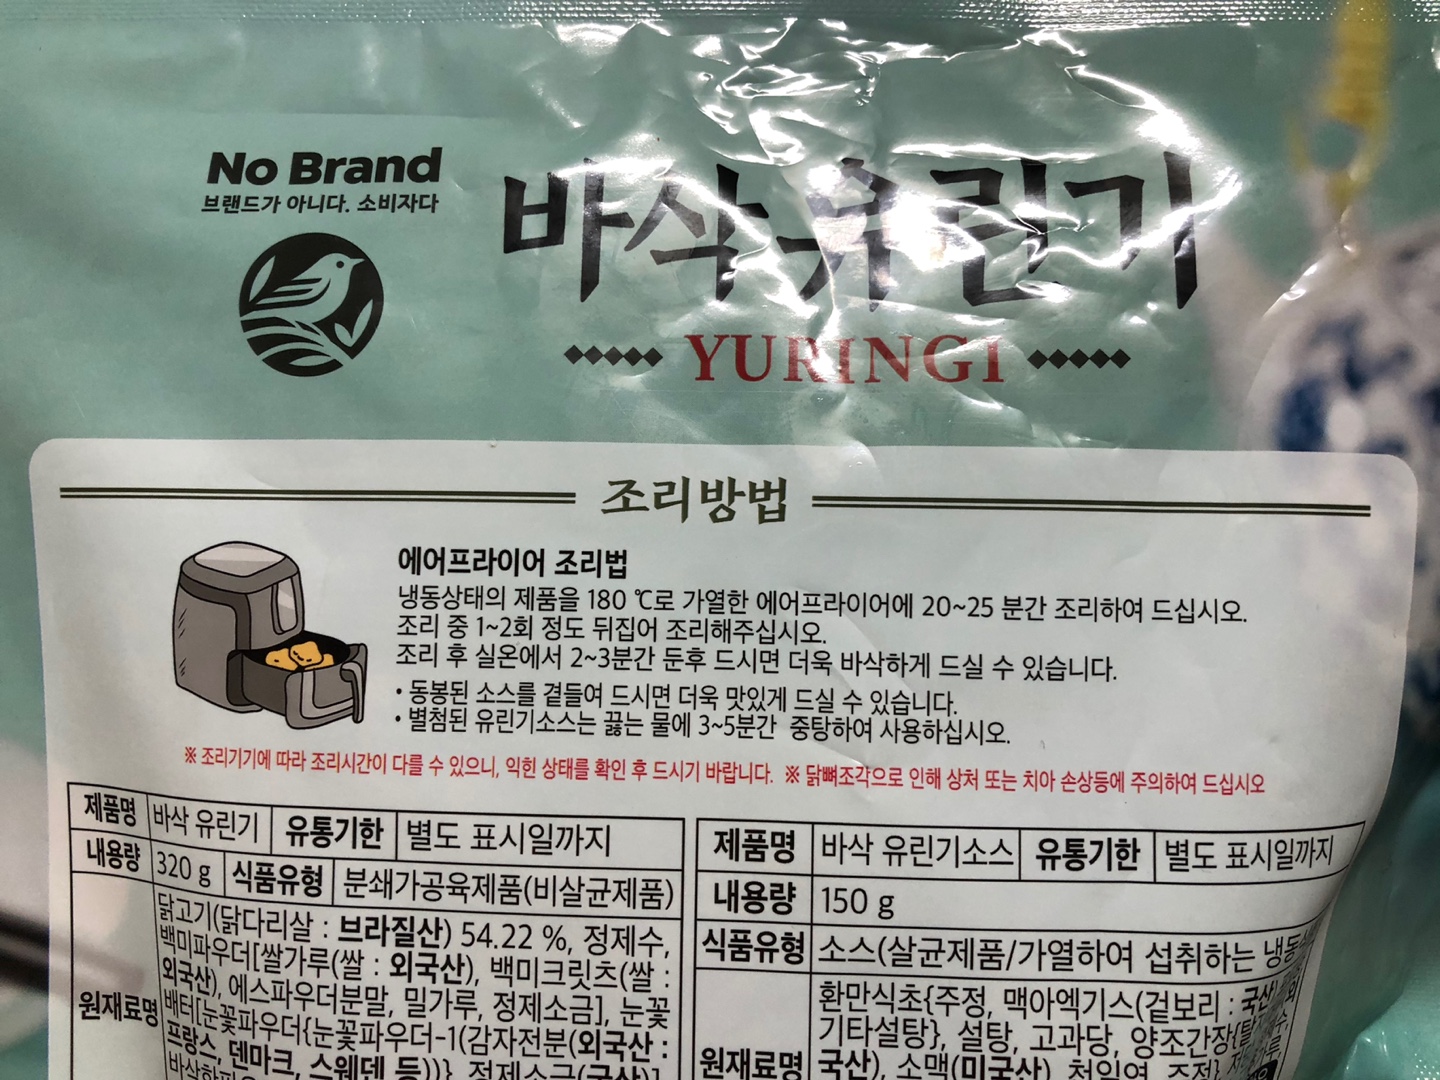 No Brand
브랜드가 아니다. 소비자다
바삭 유린기
YURINGI
조리방법
에어프라이어 조리법
냉동상태의 제품을 180 ℃로 가열한 에어프라이어에 20~25 분간 조리하여 드십시오.
조리 중 1~2회 정도 뒤집어 조리해주십시오.
조리 후 실온에서 2~3분간 둔후 드시면 더욱 바삭하게 드실 수 있습니다.
• 동봉된 소스를 곁들여 드시면 더욱 맛있게 드실 수 있습니다.
• 별첨된 유린기소스는 끓는 물에 3~5분간 중탕하여 사용하십시오.
※ 조리기기에 따라 조리시간이 다를 수 있으니, 익힌 상태를 확인 후 드시기 바랍니다. ※ 닭뼈조각으로 인해 상처 또는 치아 손상등에 주의하여 드십시오
제품명 바삭 유린기 유통기한 별도 표시일까지
내용량 320 g 식품유형 분쇄가공육제품(비살균제품)
원재료명
닭고기(닭다리살 : 브라질산) 54.22 %, 정제수,
백미파우더[쌀가루(쌀 : 외국산), 백미크릿츠(쌀 :
외국산), 에스파우더분말, 밀가루, 정제소금], 눈꽃
배터[눈꽃파우더{눈꽃파우더-1(감자전분(외국산 :
프랑스, 덴마크, 스웨덴 등))}, 정제소금(국산)],
제품명 바삭 유린기소스 유통기한 별도 표시일까지
내용량 150 g
식품유형 소스(살균제품/가열하여 섭취하는 냉동
원재료명
환만식초{주정, 맥아엑기스(겉보리 : 국산
기타설탕}, 설탕, 고과당, 양조간장
국산), 소맥(미국산), 천일염, 주정},